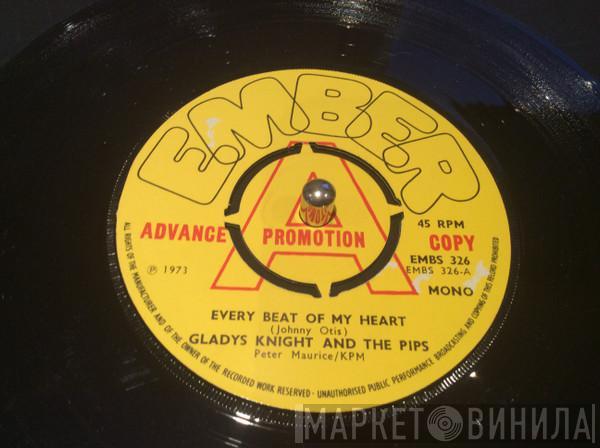 EMBER
A
ADVANCE PROMOTION COPY
45 RPM
EMBS 326
EMBS 326-A
℗ 1973
MONO
EVERY BEAT OF MY HEART
(Johnny Otis)
GLADYS KNIGHT AND THE PIPS
Peter Maurice/KPM
ALL RIGHTS OF THE MANUFACTURER AND OF THE OWNER OF THE RECORDED WORK RESERVED - UNAUTHORISED PUBLIC PERFORMANCE, BROADCASTING AND COPYING OF THIS RECORD PROHIBITED
МАРКЕТ ВИНИЛА